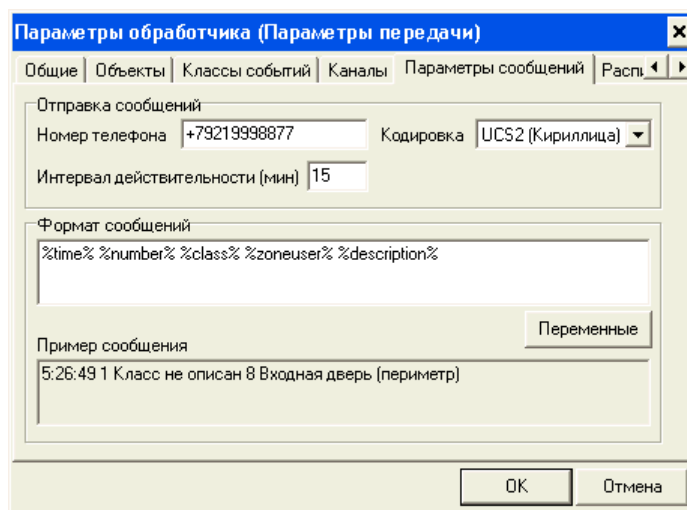 Параметры обработчика (Параметры передачи)
Общие Объекты Классы событий Каналы Параметры сообщений
Отправка сообщений
Номер телефона +79219998877 Кодировка UCS2 (Кириллица)
Интервал действительности (мин) 15
Формат сообщений
%time% %number% %class% %zoneuser% %description%
Переменные
Пример сообщения
5:26:49 1 Класс не описан 8 Входная дверь (периметр)
OK Отмена